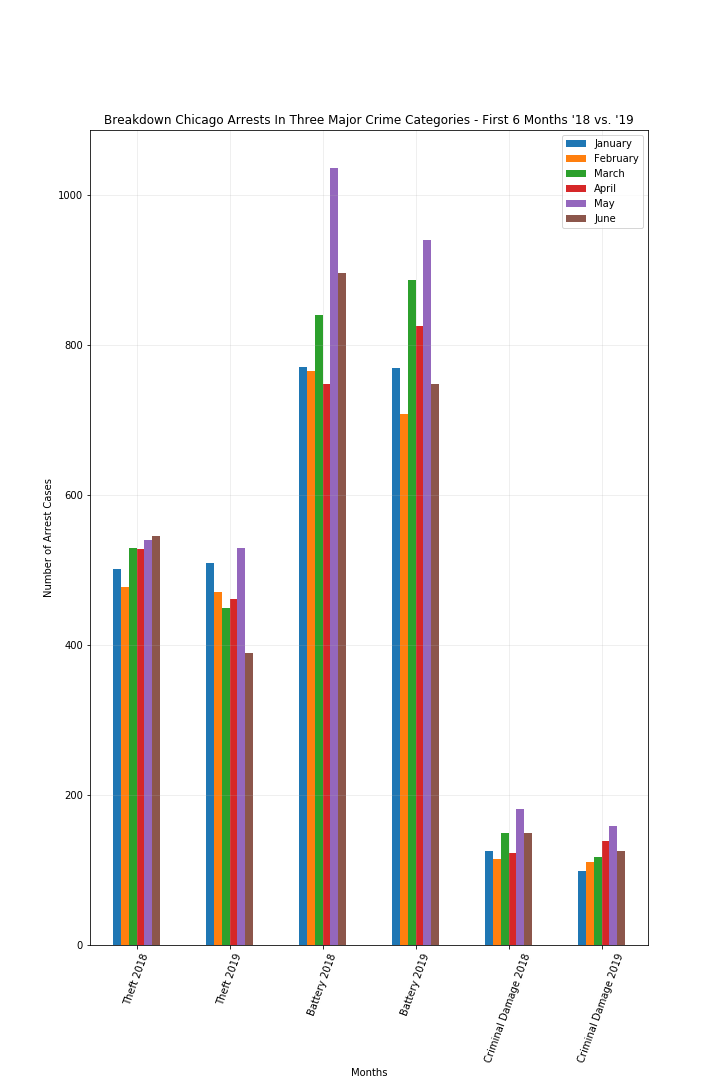 Breakdown Chicago Arrests In Three Major Crime Categories - First 6 Months '18 vs. '19
January
February
March
April
May
June
Number of Arrest Cases
1000
800
600
400
200
0
Theft 2018
Theft 2019
Battery 2018
Battery 2019
Criminal Damage 2018
Criminal Damage 2019
Months